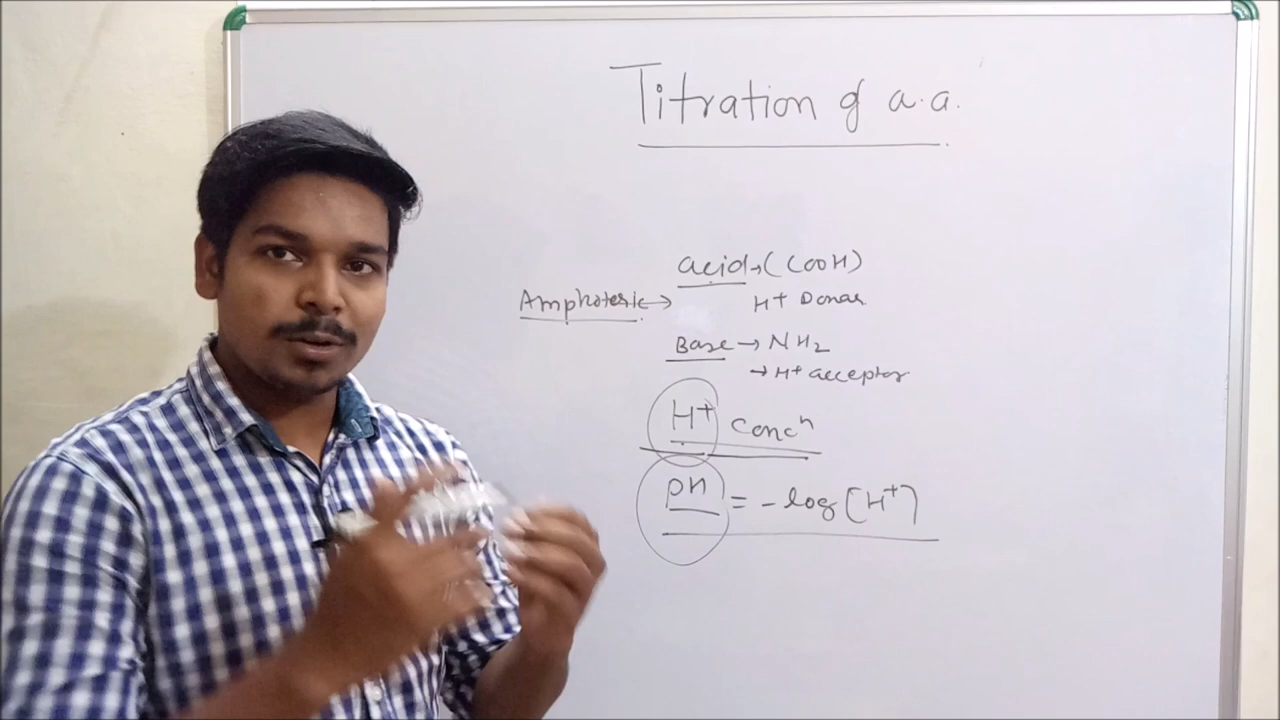 Titration of a.a.
acid → (COOH)
H+ Donar
Amphoteric →
Base → NH2
→ H+ acceptor
H+ concn
pH = - log [H+]